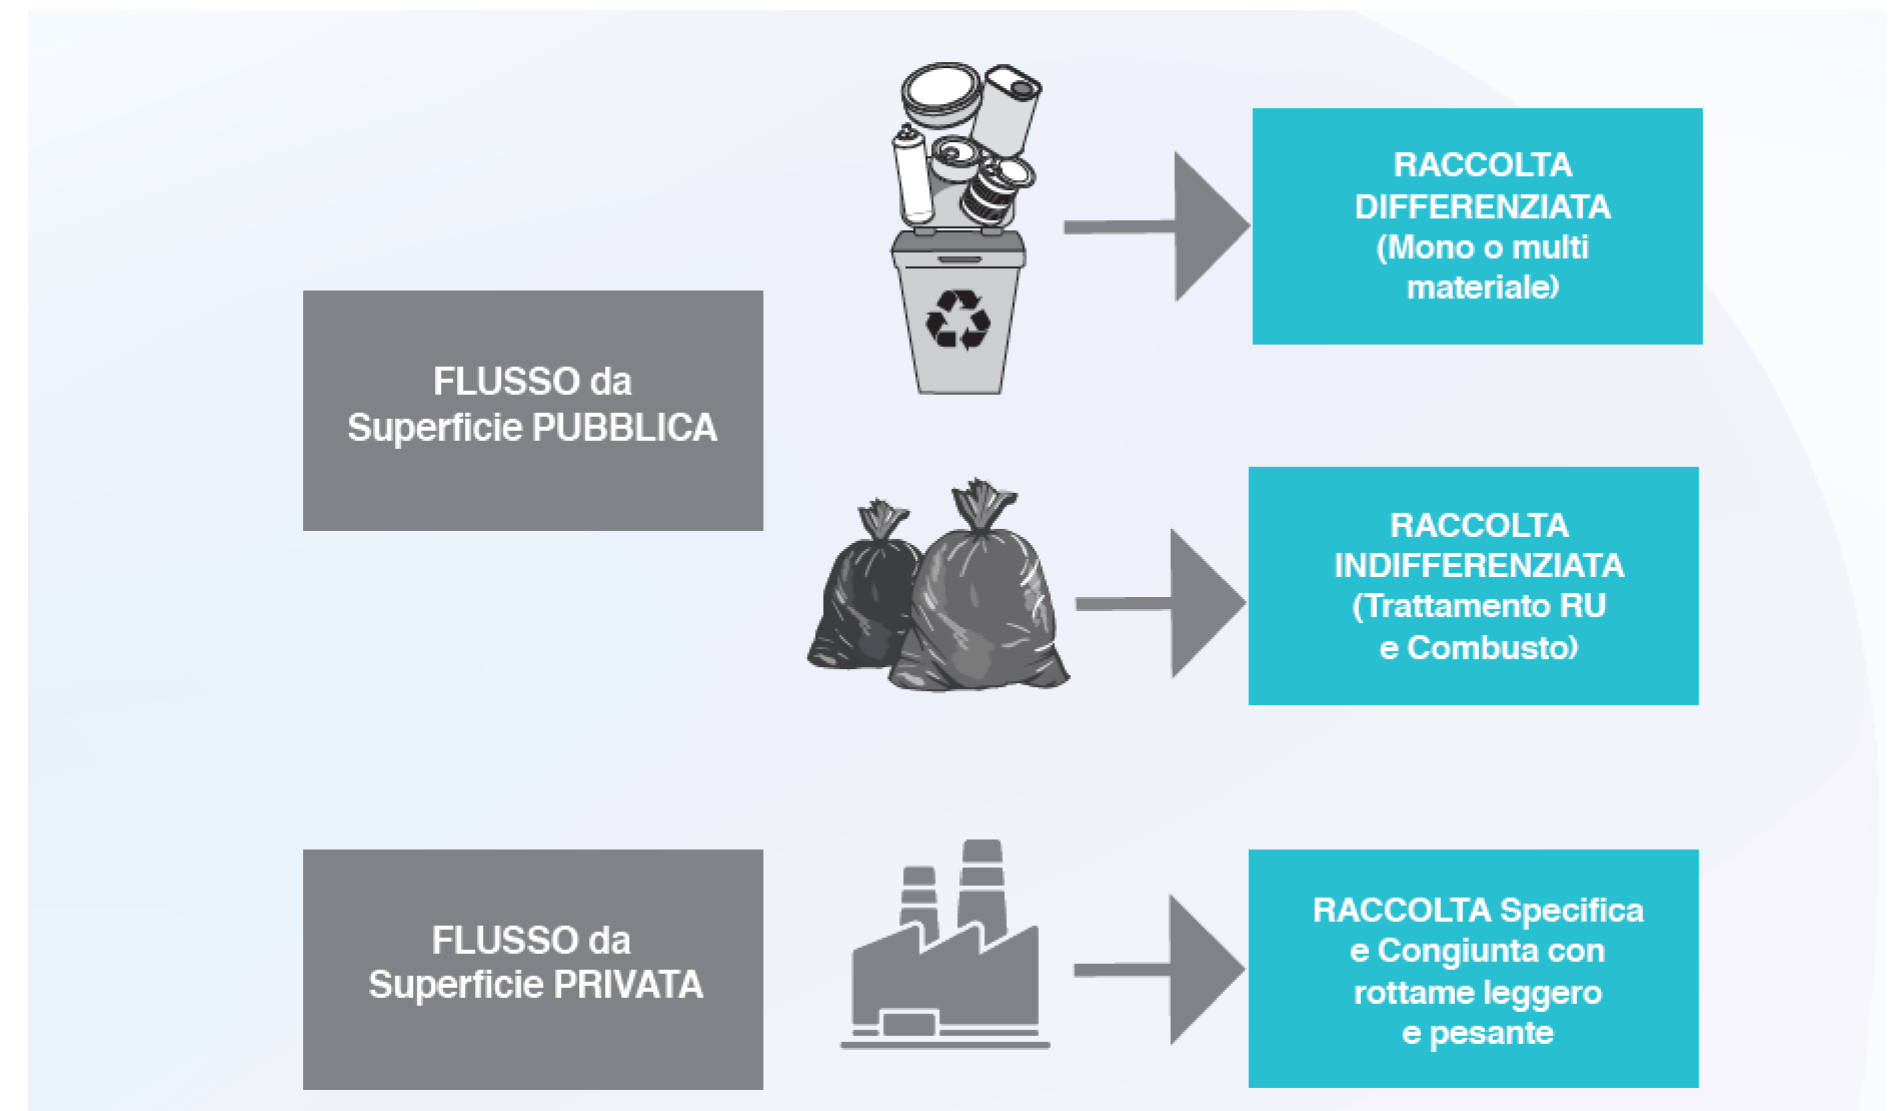 FLUSSO da
Superficie PUBBLICA
RACCOLTA
DIFFERENZIATA
(Mono o multi
materiale)
RACCOLTA
INDIFFERENZIATA
(Trattamento RU
e Combusto)
FLUSSO da
Superficie PRIVATA
RACCOLTA Specifica
e Congiunta con
rottame leggero
e pesante